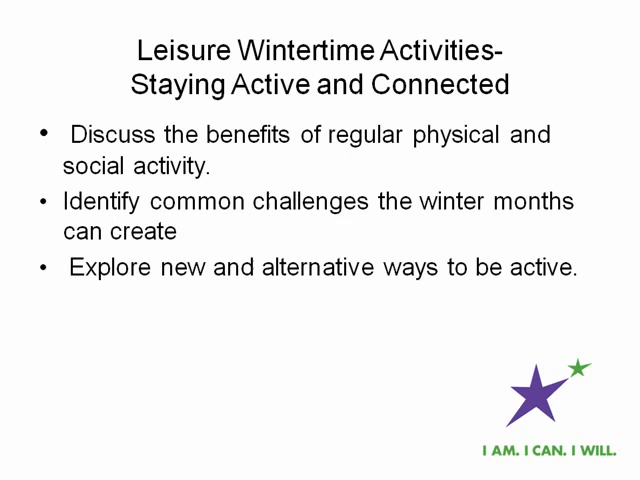 Leisure Wintertime Activities-
Staying Active and Connected
• Discuss the benefits of regular physical and
social activity.
• Identify common challenges the winter months
can create
• Explore new and alternative ways to be active.
I AM. I CAN. I WILL.